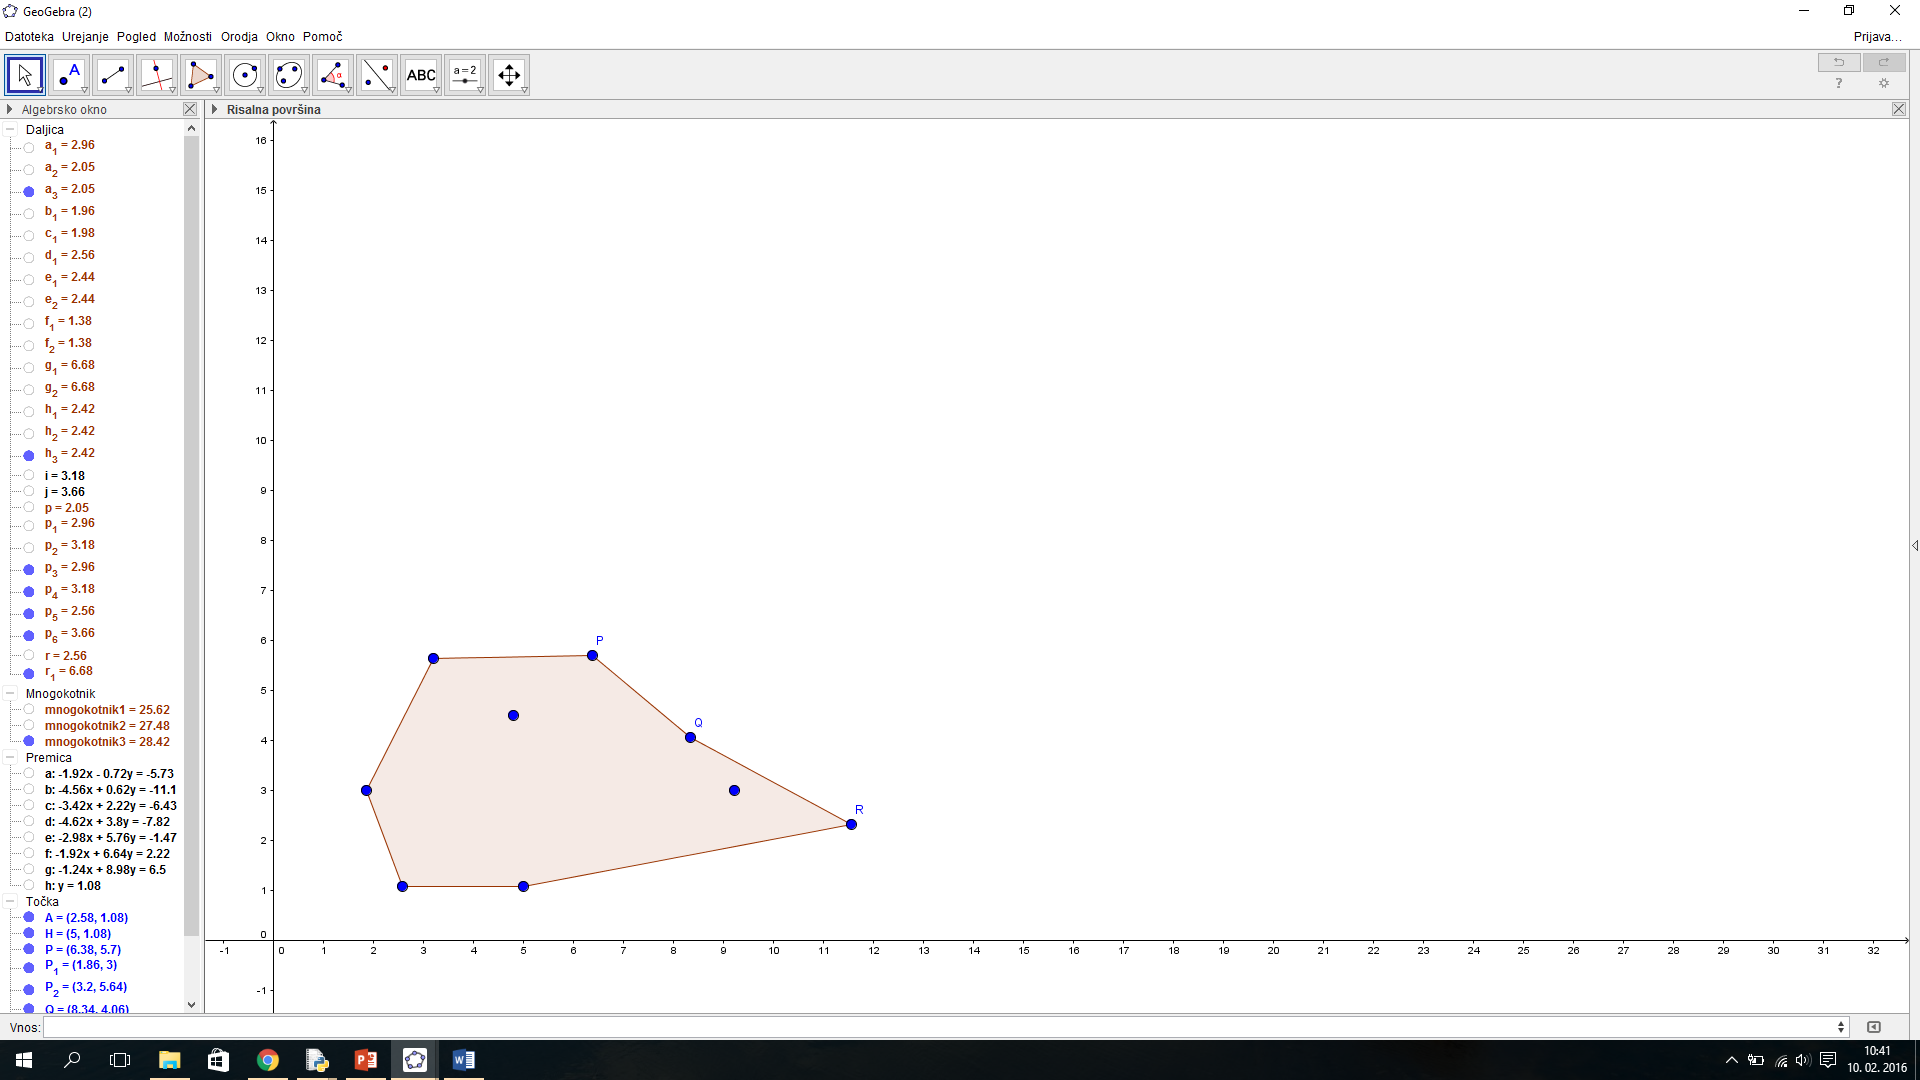 GeoGebra (2)
Datoteka Urejanje Pogled Možnosti Orodja Okno Pomoč
Prijava...
A
α
ABC
a=2
?
Algebrsko okno
Risalna površina
Daljica
a1 = 2.96
a2 = 2.05
a3 = 2.05
b1 = 1.96
c1 = 1.98
d1 = 2.56
e1 = 2.44
e2 = 2.44
f1 = 1.38
f2 = 1.38
g1 = 6.68
g2 = 6.68
h1 = 2.42
h2 = 2.42
h3 = 2.42
i = 3.18
j = 3.66
p = 2.05
p1 = 2.96
p2 = 3.18
p3 = 2.96
p4 = 3.18
p5 = 2.56
p6 = 3.66
r = 2.56
r1 = 6.68
Mnogokotnik
mnogokotnik1 = 25.62
mnogokotnik2 = 27.48
mnogokotnik3 = 28.42
Premica
a: -1.92x - 0.72y = -5.73
b: -4.56x + 0.62y = -11.1
c: -3.42x + 2.22y = -6.43
d: -4.62x + 3.8y = -7.82
e: -2.98x + 5.76y = -1.47
f: -1.92x + 6.64y = 2.22
g: -1.24x + 8.98y = 6.5
h: y = 1.08
Točka
A = (2.58, 1.08)
H = (5, 1.08)
P = (6.38, 5.7)
P1 = (1.86, 3)
P2 = (3.2, 5.64)
Q = (8.34, 4.06)
16
15
14
13
12
11
10
9
8
7
6
5
4
3
2
1
0
-1
P
Q
R
-1 0 1 2 3 4 5 6 7 8 9 10 11 12 13 14 15 16 17 18 19 20 21 22 23 24 25 26 27 28 29 30 31 32
Vnos:
10:41
10. 02. 2016